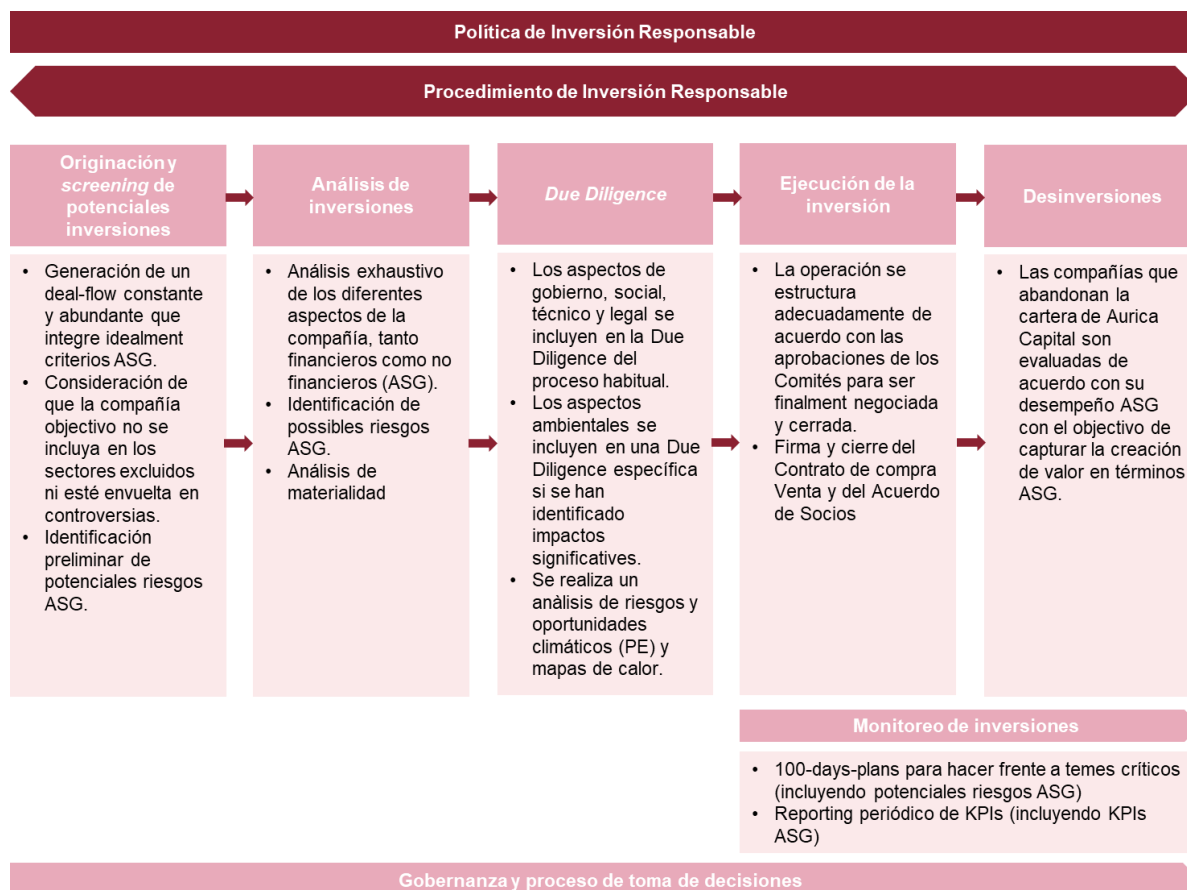 Política de Inversión Responsable
Procedimiento de Inversión Responsable
Originación y
screening de
potenciales
inversiones
• Generación de un
deal-flow constante
y abundante que
integre idealment
criterios ASG.
• Consideración de
que la compañía
objetivo no se
incluya en los
sectores excluidos
ni esté envuelta en
controversias.
• Identificación
preliminar de
potenciales riesgos
ASG.
Análisis de
inversiones
• Análisis exhaustivo
de los diferentes
aspectos de la
compañía, tanto
financieros como no
financieros (ASG).
• Identificación de
possibles riesgos
ASG.
• Análisis de
materialidad
Due Diligence
• Los aspectos de
gobierno, social,
técnico y legal se
incluyen en la Due
Diligence del
proceso habitual.
• Los aspectos
ambientales se
incluyen en una Due
Diligence específica
si se han
identificado
impactos
significatives.
• Se realiza un
anàlisis de riesgos y
oportunidades
climáticos (PE) y
mapas de calor.
Ejecución de la
inversión
• La operación se
estructura
adecuadamente de
acuerdo con las
aprobaciones de los
Comités para ser
finalment negociada
y cerrada.
• Firma y cierre del
Contrato de compra
Venta y del Acuerdo
de Socios
Desinversiones
• Las compañías que
abandonan la
cartera de Aurica
Capital son
evaluadas de
acuerdo con su
desempeño ASG
con el objetivo de
capturar la creación
de valor en términos
ASG.
Monitoreo de inversiones
• 100-days-plans para hacer frente a temes críticos
(incluyendo potenciales riesgos ASG)
• Reporting periódico de KPIs (incluyendo KPIs
ASG)
Gobernanza y proceso de toma de decisiones